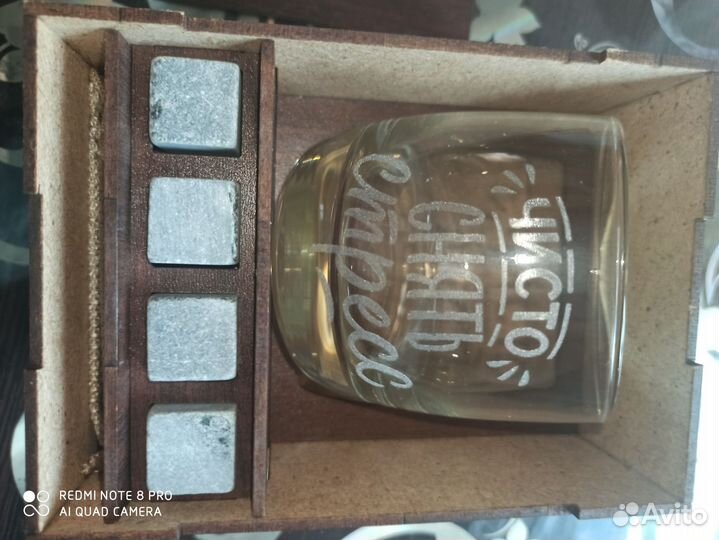 ЧИСТО
СНЯТЬ
стресс
REDMI NOTE 8 PRO
AI QUAD CAMERA
Avito